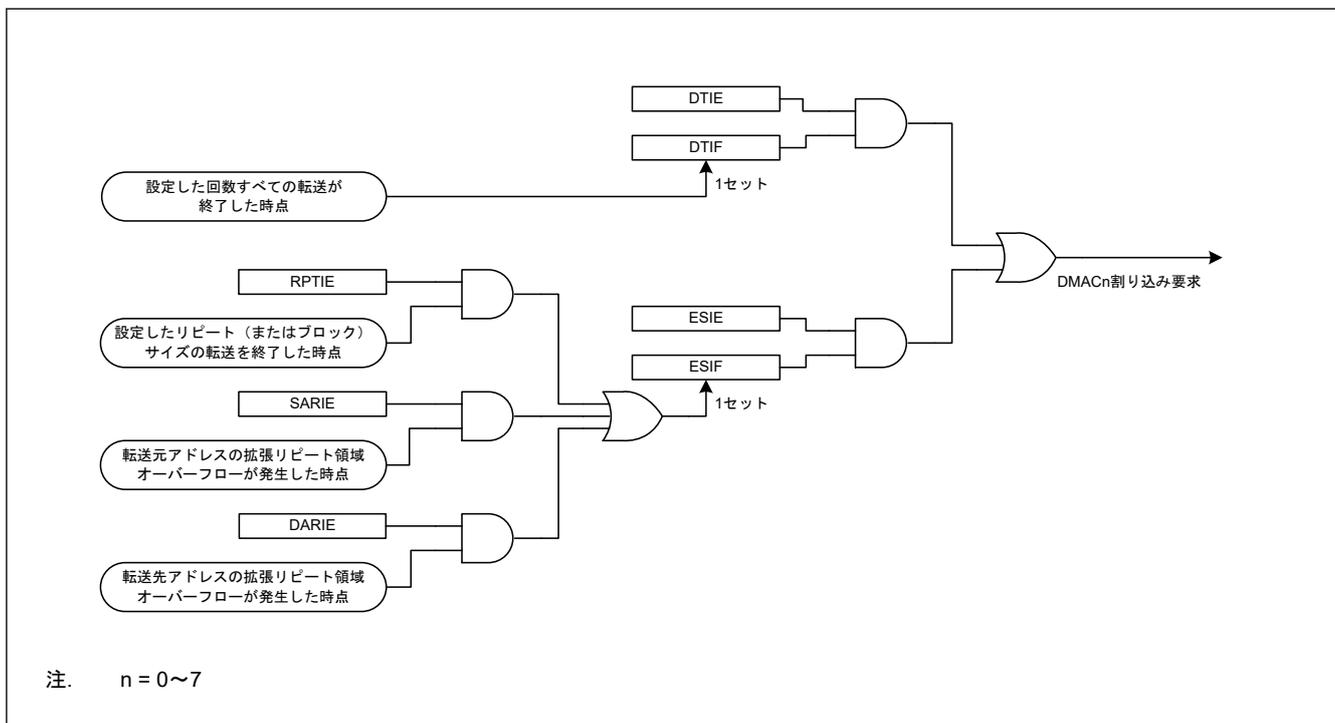 DTIE
DTIF
1セット
設定した回数すべての転送が
終了した時点
RPTIE
設定したリピート（またはブロック）
サイズの転送を終了した時点
SARIE
転送元アドレスの拡張リピート領域
オーバーフローが発生した時点
DARIE
転送先アドレスの拡張リピート領域
オーバーフローが発生した時点
ESIE
ESIF
1セット
DMACn割り込み要求
注. n = 0～7